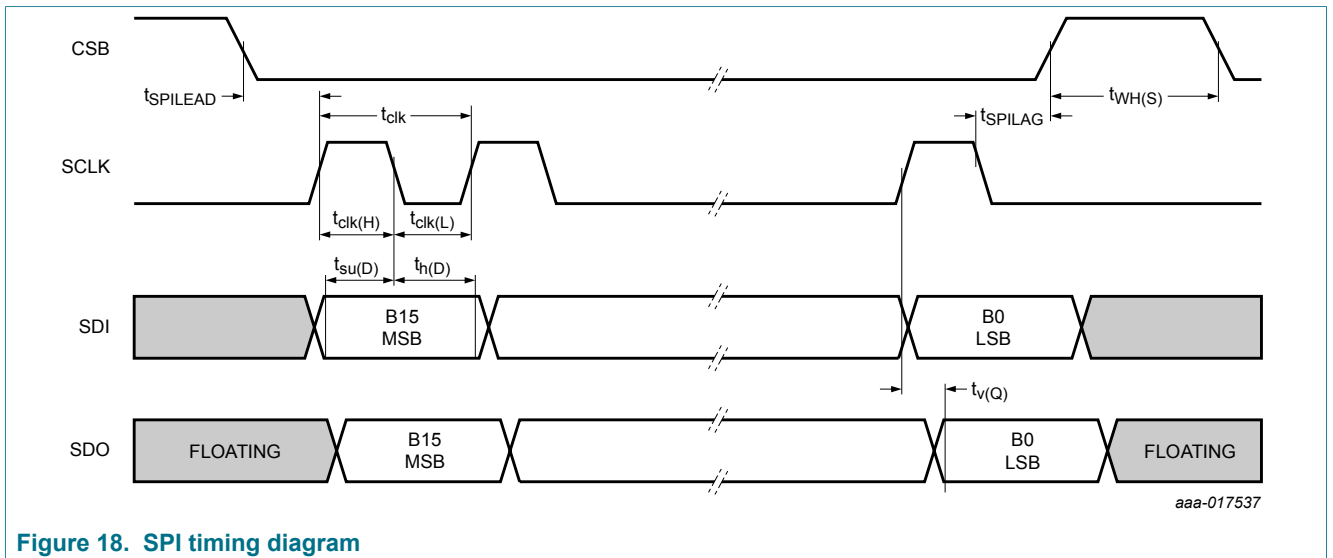 CSB
tSPILEAD
tclk
tSPILAG
tWH(S)
SCLK
tclk(H)
tclk(L)
tsu(D)
th(D)
SDI
B15
MSB
B0
LSB
tv(Q)
SDO
FLOATING
B15
MSB
B0
LSB
FLOATING
aaa-017537
Figure 18. SPI timing diagram